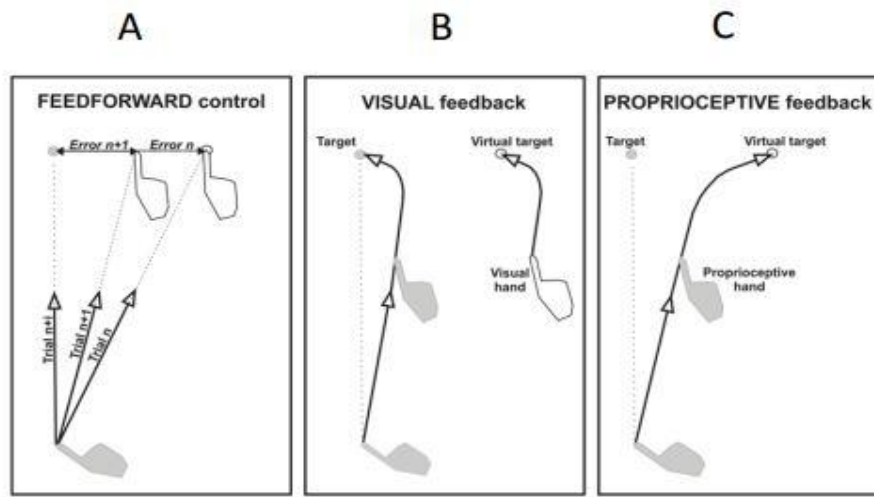 A
B
C
FEEDFORWARD control
Error n+1
Error n
Trial n+i
Trial n+1
Trial n
VISUAL feedback
Target
Virtual target
Visual
hand
PROPRIOCEPTIVE feedback
Target
Virtual target
Proprioceptive
hand